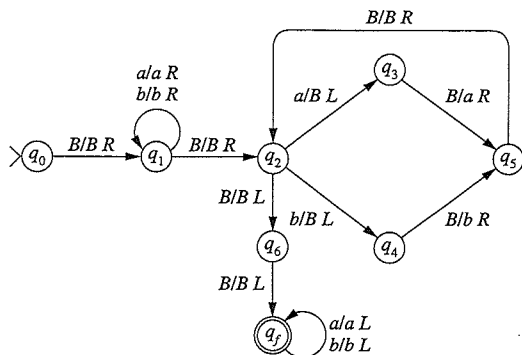 B/B R
a/a R
b/b R
q3
a/B L
B/a R
q0
B/B R
q1
B/B R
q2
q5
B/B L
b/B L
B/b R
q6
q4
B/B L
qf
a/a L
b/b L